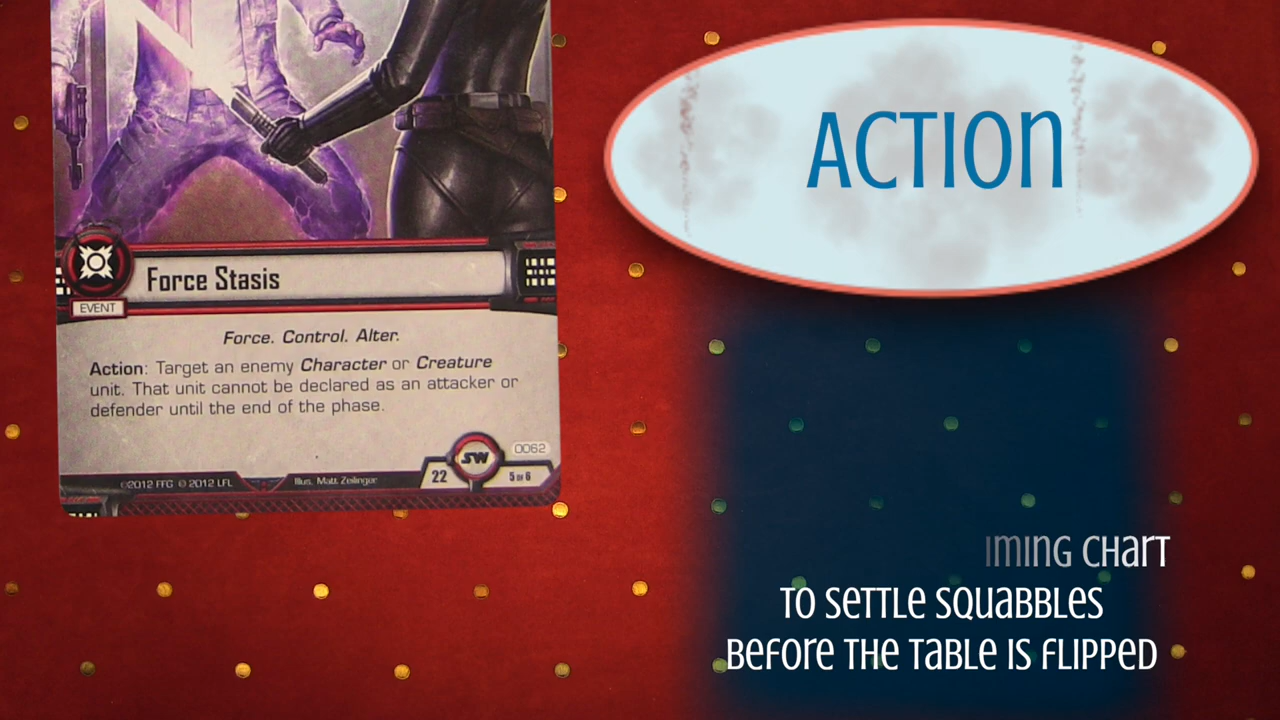 ACTION
Force Stasis
EVENT
Force. Control. Alter.
Action: Target an enemy Character or Creature
unit. That unit cannot be declared as an attacker or
defender until the end of the phase.
SW
0062
22
5 OF 6
©2012 FFG © 2012 LFL
Illus. Matt Zeilinger
iming chart
to settle squabbles
before the table is flipped